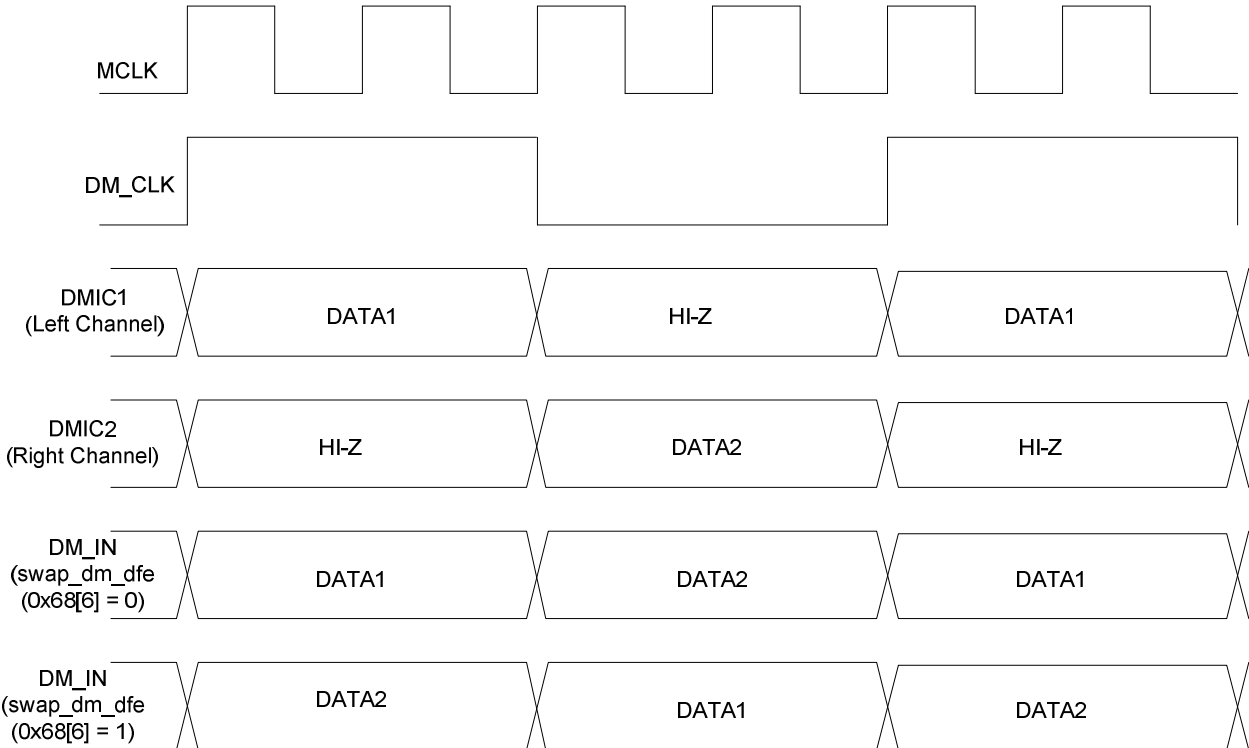 MCLK
DM_CLK
DMIC1
(Left Channel)
DATA1
HI-Z
DATA1
DMIC2
(Right Channel)
HI-Z
DATA2
HI-Z
DM_IN
(swap_dm_dfe
(0x68[6] = 0)
DATA1
DATA2
DATA1
DM_IN
(swap_dm_dfe
(0x68[6] = 1)
DATA2
DATA1
DATA2